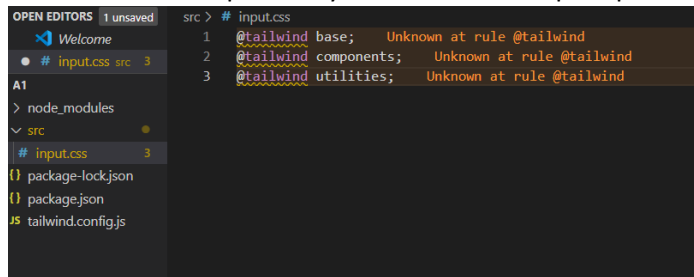 OPEN EDITORS 1 unsaved
Welcome
# input.css src 3
A1
> node_modules
src
# input.css 3
{} package-lock.json
{} package.json
JS tailwind.config.js
src > # input.css
1 @tailwind base; Unknown at rule @tailwind
2 @tailwind components; Unknown at rule @tailwind
3 @tailwind utilities; Unknown at rule @tailwind